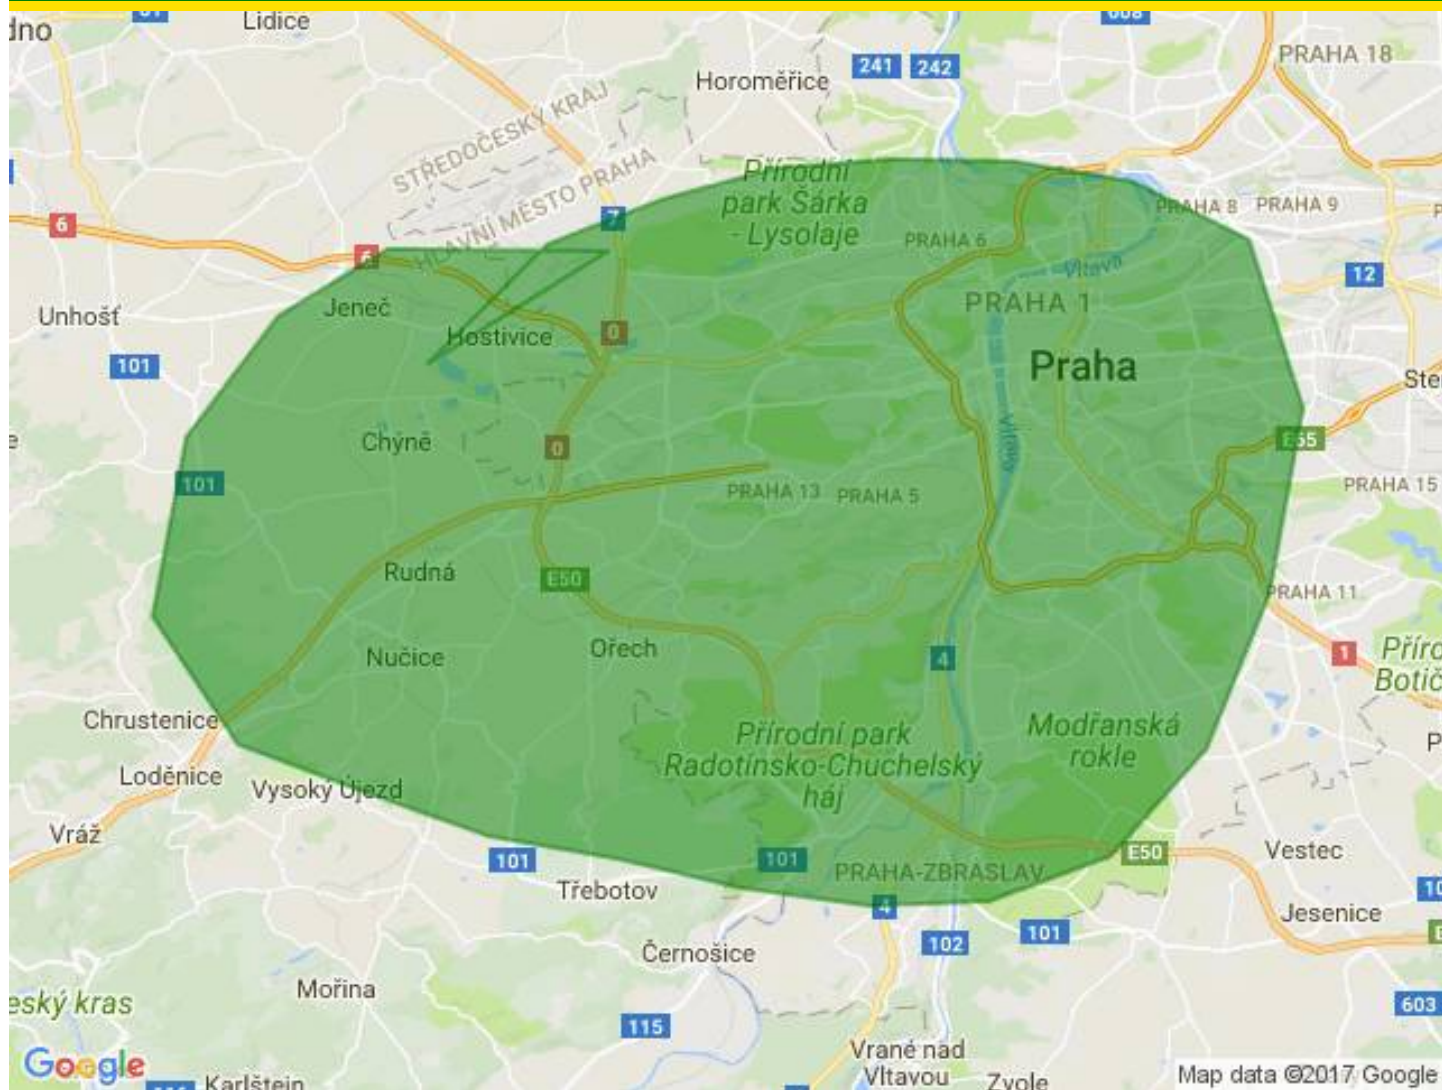 Lidice
Horoměřice
241
242
PRAHA 18
STŘEDOČESKÝ KRAJ
HLAVNÍ MĚSTO PRAHA
Přírodní
park Šárka
- Lysolaje
PRAHA 8
PRAHA 9
6
7
PRAHA 6
6
Vltava
12
Jeneč
PRAHA 1
Unhošť
Hostivice
0
101
Praha
Vltava
Chýně
0
E55
101
PRAHA 13
PRAHA 5
PRAHA 15
Rudná
E50
PRAHA 11
Nučice
Ořech
4
1
Chrustenice
Přírodní park
Radotínsko-Chuchelský
háj
Modřanská
rokle
Loděnice
Vysoký Újezd
Vráž
101
101
E50
Vestec
PRAHA-ZBRASLAV
Třebotov
4
Jesenice
102
101
Černošice
Mořina
eský kras
603
115
Vrané nad
Vltavou
Google
Karlštejn
Zvole
Map data ©2017 Google